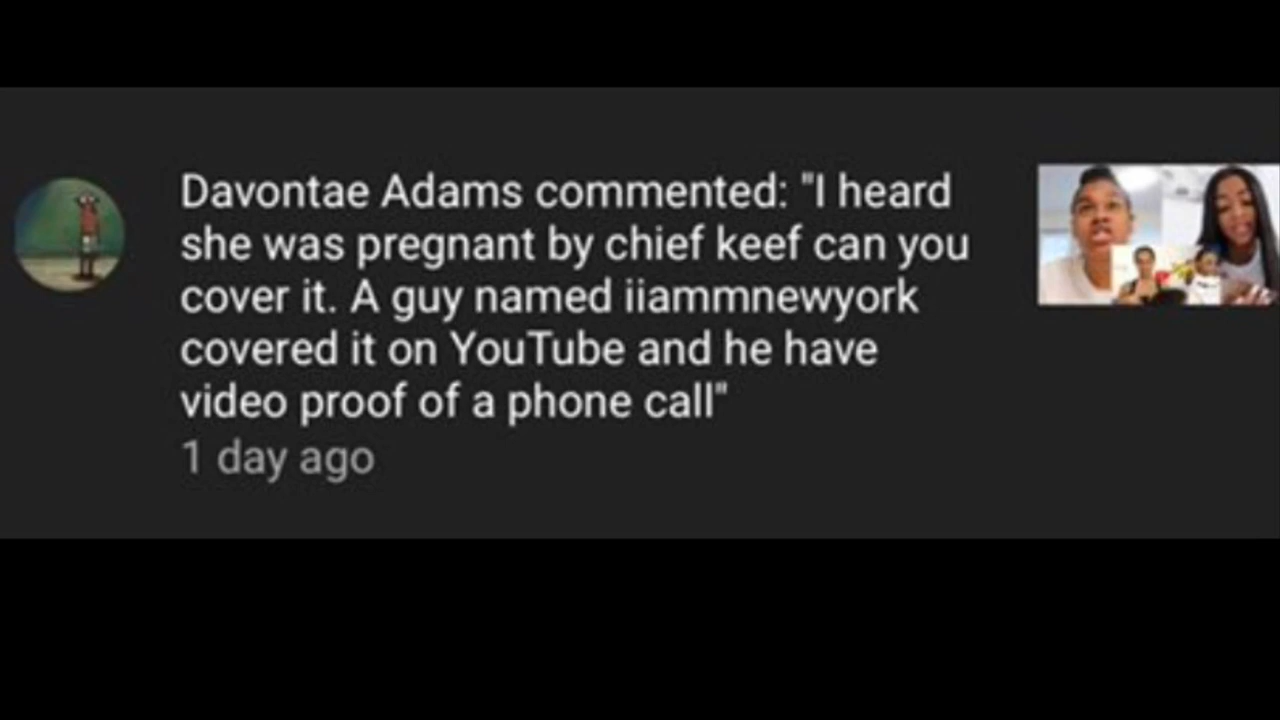 Davontae Adams commented: "I heard
she was pregnant by chief keef can you
cover it. A guy named iiammnewyork
covered it on YouTube and he have
video proof of a phone call"
1 day ago